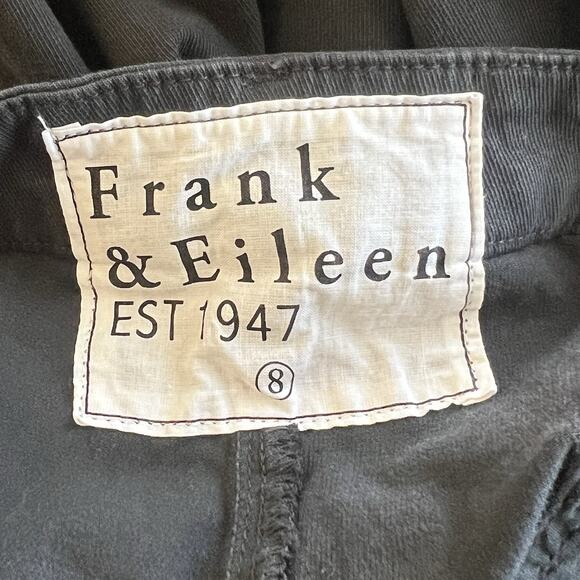 Frank
& Eileen
EST 1947
8